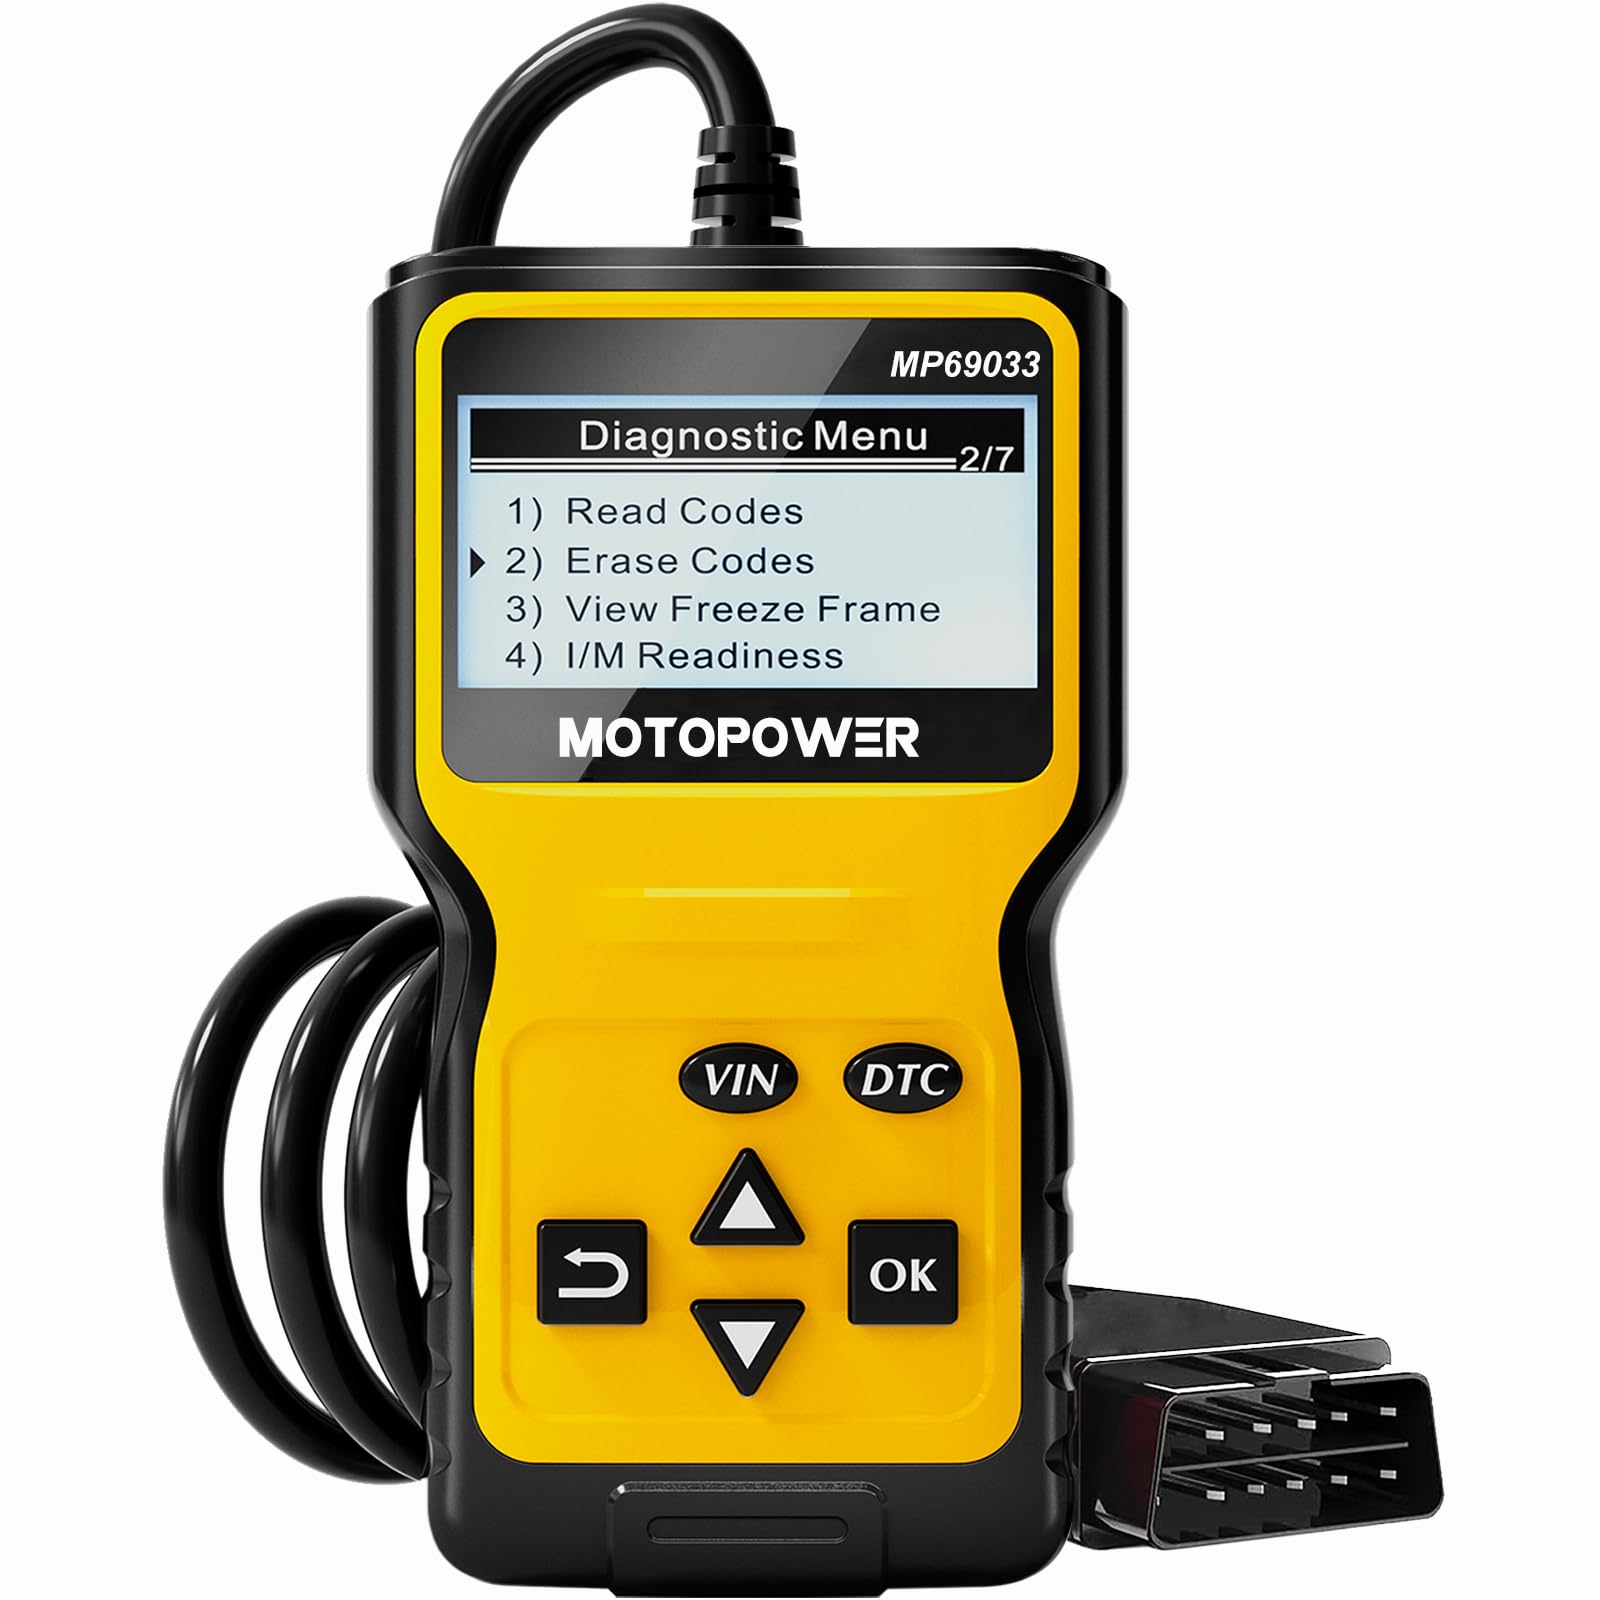 MP69033
Diagnostic Menu
2/7
1) Read Codes
2) Erase Codes
3) View Freeze Frame
4) I/M Readiness
MOTOPOWER
VIN DTC
OK